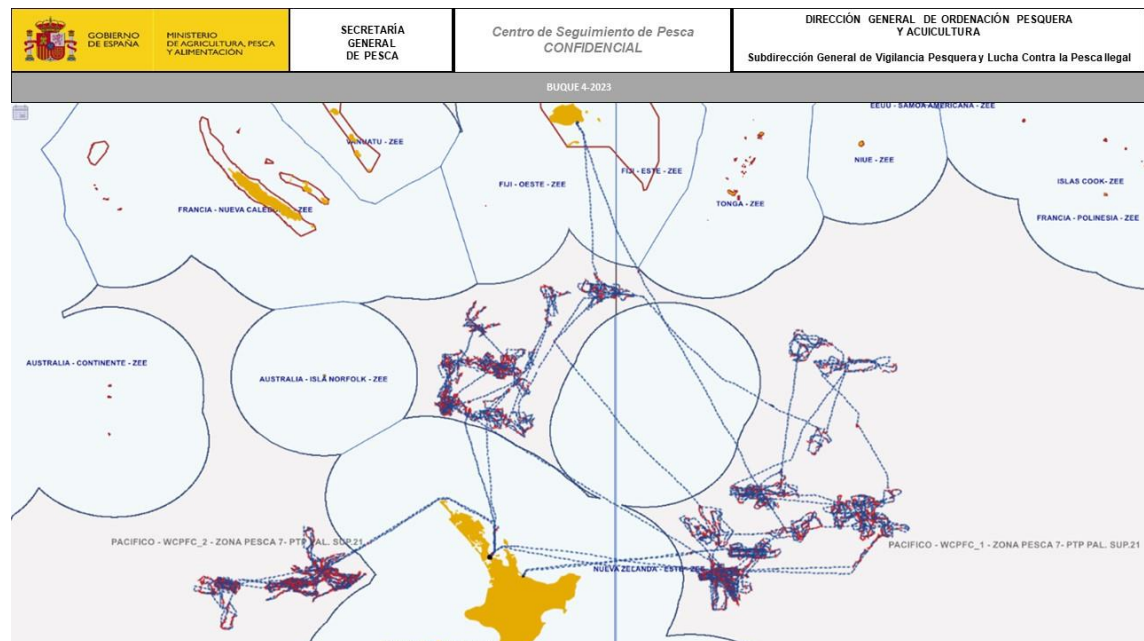 GOBIERNO
DE ESPAÑA
MINISTERIO
DE AGRICULTURA, PESCA
Y ALIMENTACIÓN
SECRETARÍA
GENERAL
DE PESCA
Centro de Seguimiento de Pesca
CONFIDENCIAL
DIRECCIÓN GENERAL DE ORDENACIÓN PESQUERA
Y ACUICULTURA
Subdirección General de Vigilancia Pesquera y Lucha Contra la Pesca Ilegal
BUQUE 4-2023
EEUU - SAMOA AMERICANA - ZEE
VANUATU - ZEE
NIUE - ZEE
FIJI - OESTE - ZEE
FIJI - ESTE - ZEE
ISLAS COOK- ZEE
FRANCIA - NUEVA CALEDO ZEE
TONGA - ZEE
FRANCIA - POLINESIA - ZEE
AUSTRALIA - CONTINENTE - ZEE
AUSTRALIA - ISLA NORFOLK - ZEE
PACIFICO - WCPFC_2 - ZONA PESCA 7- PTP PAL. SUP.21
PACIFICO - WCPFC_1 - ZONA PESCA 7- PTP PAL. SUP.21
NUEVA ZELANDA - ESTE - ZEE